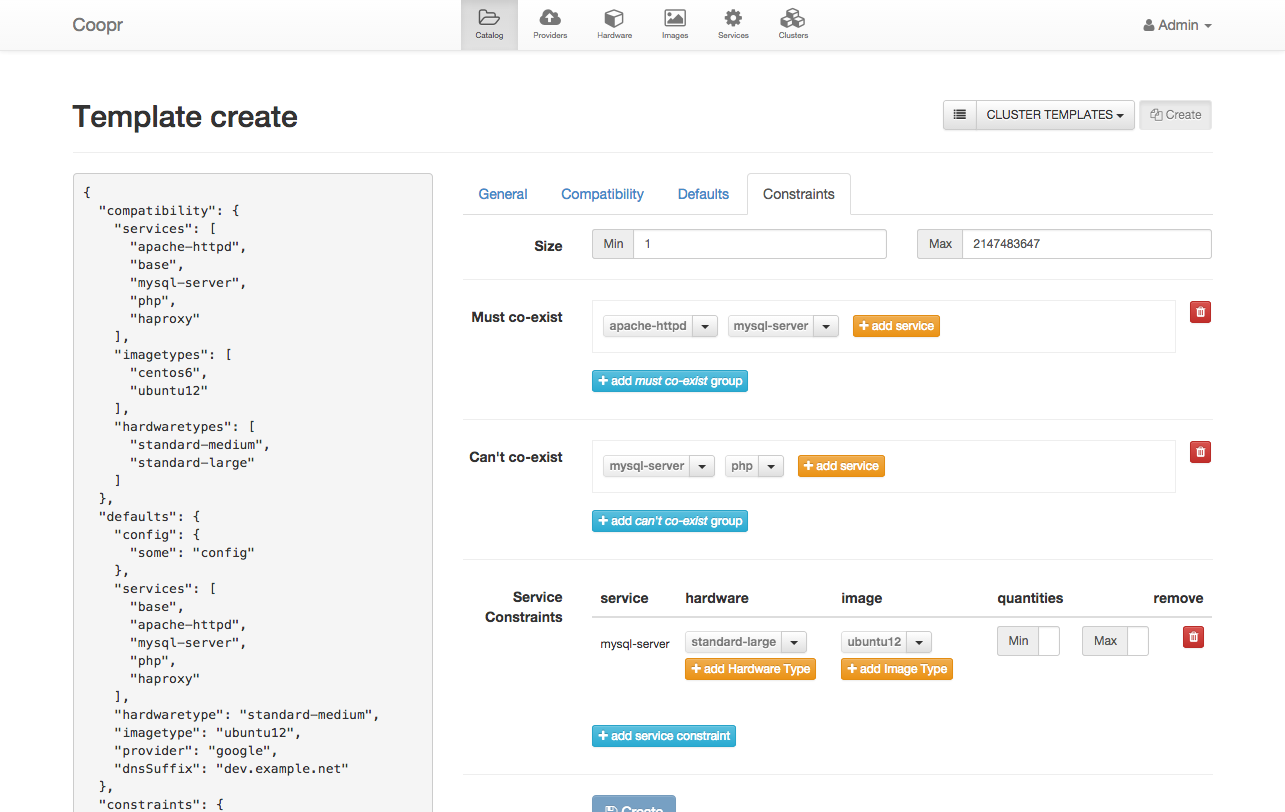 Coopr
Catalog
Providers
Hardware
Images
Services
Clusters
Admin
Template create
CLUSTER TEMPLATES
Create
{
"compatibility": {
"services": [
"apache-httpd",
"base",
"mysql-server",
"php",
"haproxy"
],
"imagetypes": [
"centos6",
"ubuntu12"
],
"hardwaretypes": [
"standard-medium",
"standard-large"
]
},
"defaults": {
"config": {
"some": "config"
},
"services": [
"base",
"apache-httpd",
"mysql-server",
"php",
"haproxy"
],
"hardwaretype": "standard-medium",
"imagetype": "ubuntu12",
"provider": "google",
"dnsSuffix": "dev.example.net"
},
"constraints": {
General Compatibility Defaults Constraints
Size Min 1 Max 2147483647
Must co-exist apache-httpd mysql-server + add service
+ add must co-exist group
Can't co-exist mysql-server php + add service
+ add can't co-exist group
Service
Constraints
service hardware image quantities remove
mysql-server standard-large ubuntu12 Min Max
+ add Hardware Type + add Image Type
+ add service constraint
Create